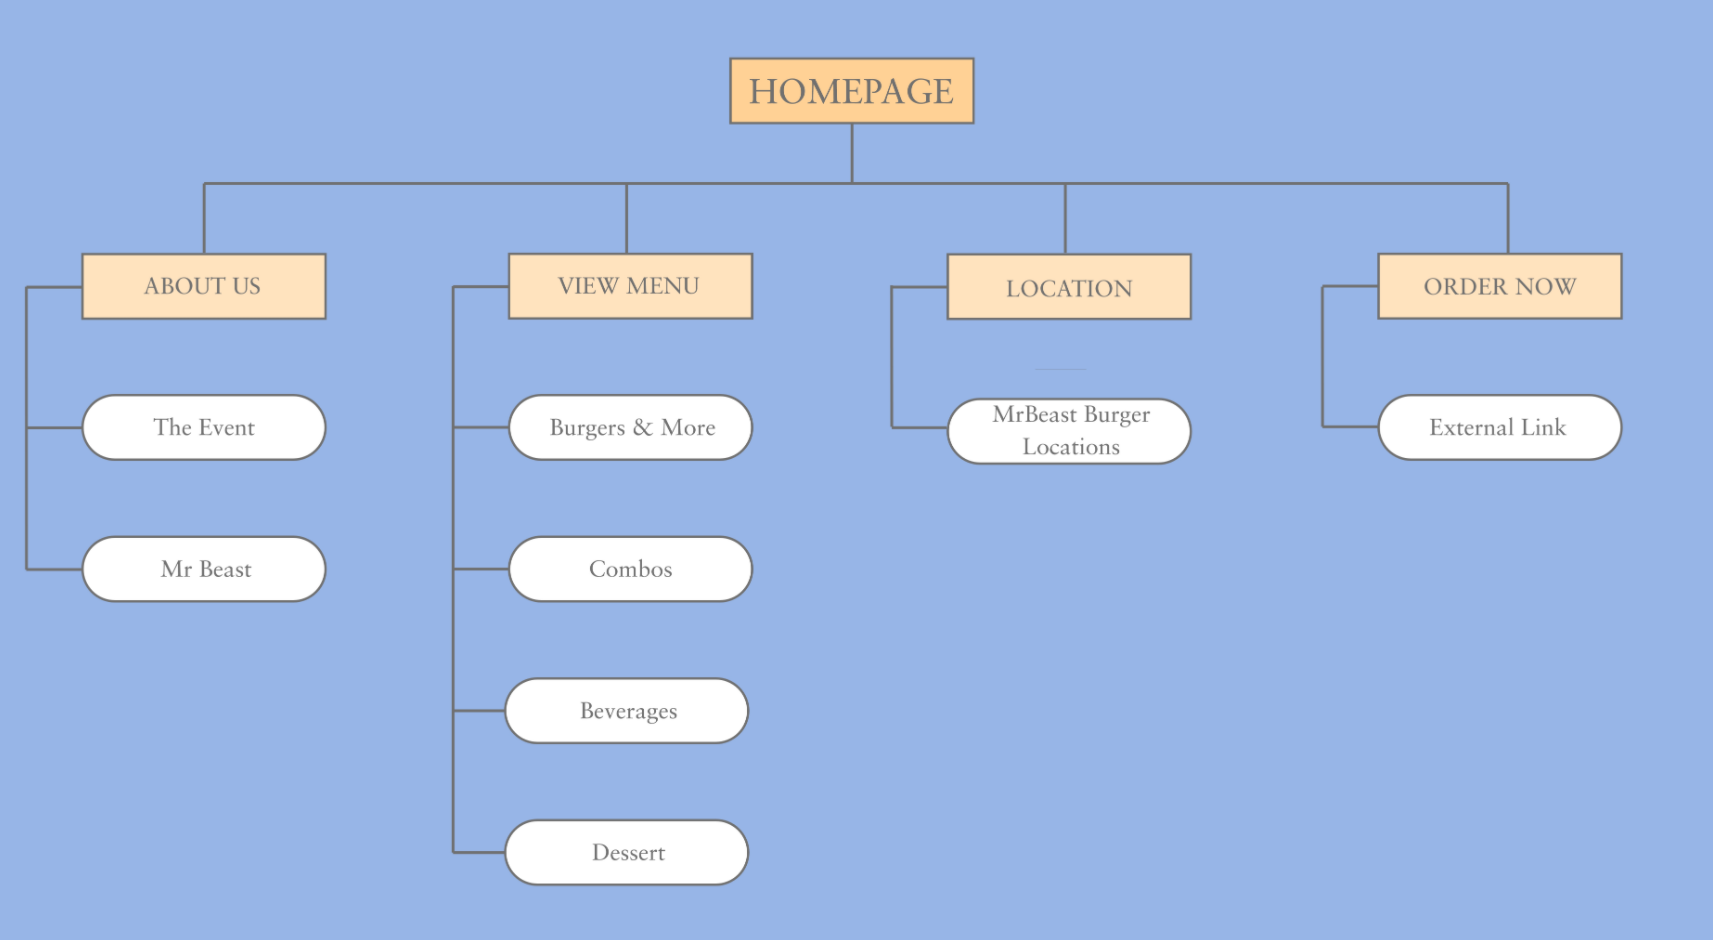 HOMEPAGE
ABOUT US
VIEW MENU
LOCATION
ORDER NOW
The Event
Burgers & More
MrBeast Burger
Locations
External Link
Mr Beast
Combos
Beverages
Dessert